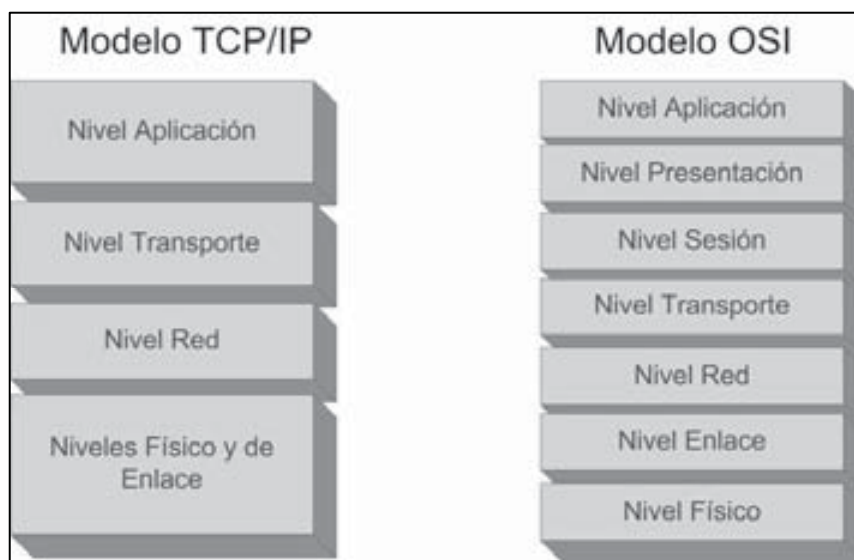 Modelo TCP/IP
Nivel Aplicación
Nivel Transporte
Nivel Red
Niveles Físico y de
Enlace
Modelo OSI
Nivel Aplicación
Nivel Presentación
Nivel Sesión
Nivel Transporte
Nivel Red
Nivel Enlace
Nivel Físico